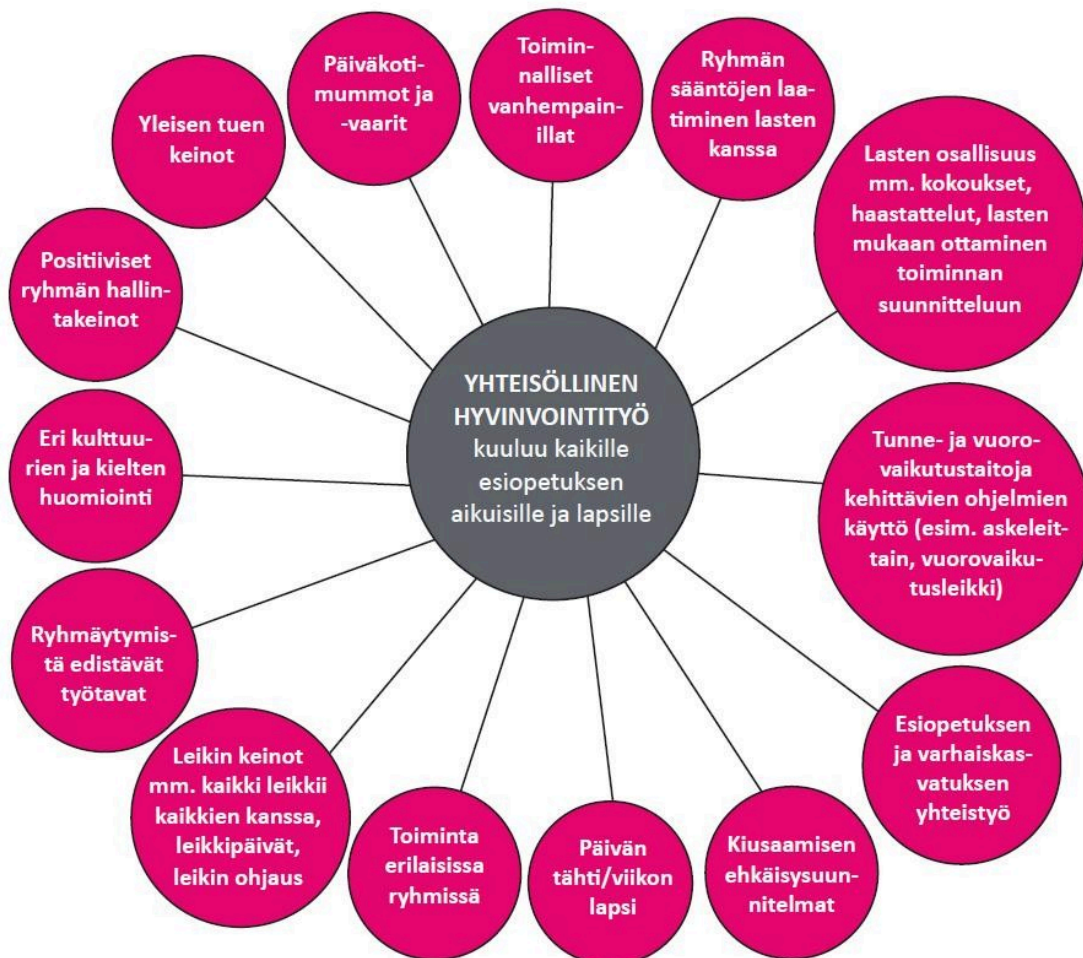 YHTEISÖLLINEN
HYVINVOINTITYÖ
kuuluu kaikille
esiopetuksen
aikuisille ja lapsille
Päiväkoti-
mummot ja
-vaarit
Toimin-
nalliset
vanhempain-
illat
Ryhmän
sääntöjen laa-
timinen lasten
kanssa
Lasten osallisuus
mm. kokoukset,
haastattelut, lasten
mukaan ottaminen
toiminnan
suunnitteluun
Tunne- ja vuoro-
vaikutustaitoja
kehittävien ohjelmien
käyttö (esim. askeleit-
tain, vuorovaiku-
tusleikki)
Esiopetuksen
ja varhaiskas-
vatuksen
yhteistyö
Kiusaamisen
ehkäisysuun-
nitelmat
Päivän
tähti/viikon
lapsi
Toiminta
erilaisissa
ryhmissä
Leikin keinot
mm. kaikki leikkii
kaikkien kanssa,
leikkipäivät,
leikin ohjaus
Ryhmäytymis-
tä edistävät
työtavat
Eri kulttuu-
rien ja kielten
huomiointi
Positiiviset
ryhmän hallin-
takeinot
Yleisen tuen
keinot